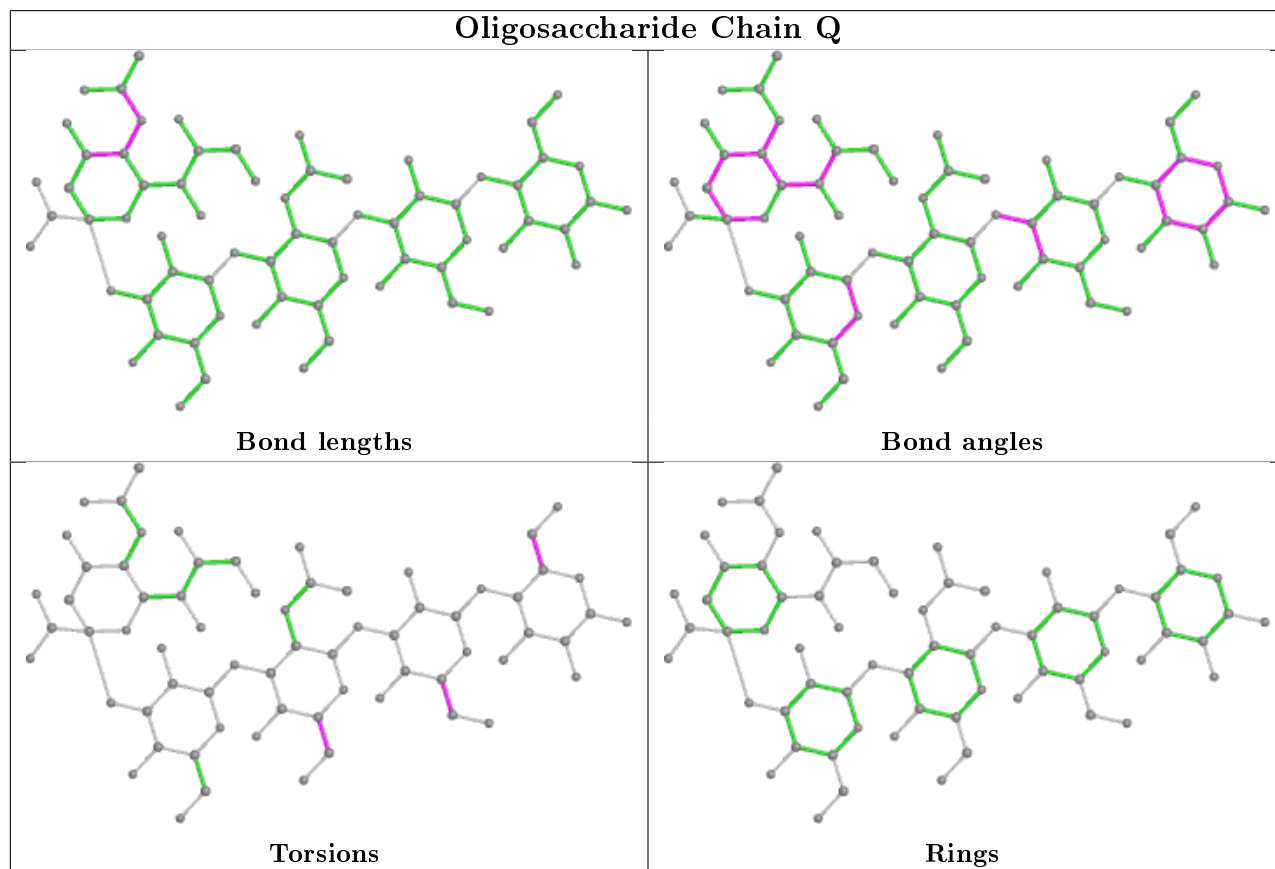 Oligosaccharide Chain Q
Bond lengths
Bond angles
Torsions
Rings